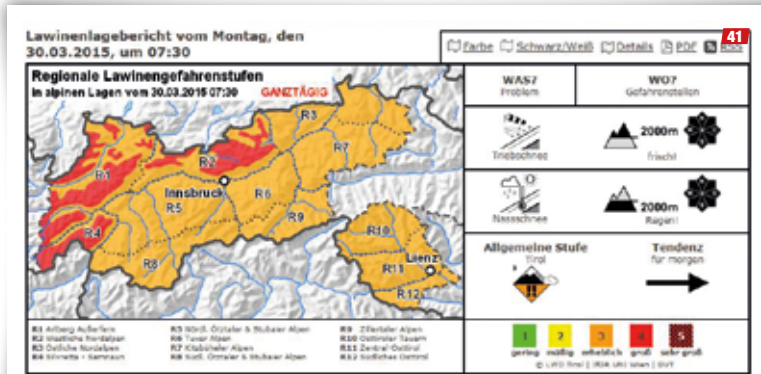 Lawinenlagebericht vom Montag, den
30.03.2015, um 07:30
41
Farbe Schwarz/Weiß Details PDF
Regionale Lawinengefahrenstufen
in alpinen Lagen vom 30.03.2015 07:30 GANZTÄGIG
WAS?
Problem
WO?
Gefahrenstellen
R3
R7
R2
R1
Innsbruck
R6
R5
R9
R4
R8
R10
Lienz
R11
R12
Triebschnee
2000m
frisch!
Nassschnee
2000m
Regen!
Allgemeine Stufe
Tirol
Tendenz
für morgen
R1 Arlberg Außerfern
R2 Westliche Nordalpen
R3 Östliche Nordalpen
R4 Silvretta - Samnaun
R5 Nördl. Ötztaler & Stubaier Alpen
R6 Tuxer Alpen
R7 Kitzbüheler Alpen
R8 Südl. Ötztaler & Stubaier Alpen
R9 Zillertaler Alpen
R10 Osttiroler Tauern
R11 Zentral-Osttirol
R12 Südliches Osttirol
1 2 3 4 5
gering mäßig erheblich groß sehr groß
© LWD Tirol